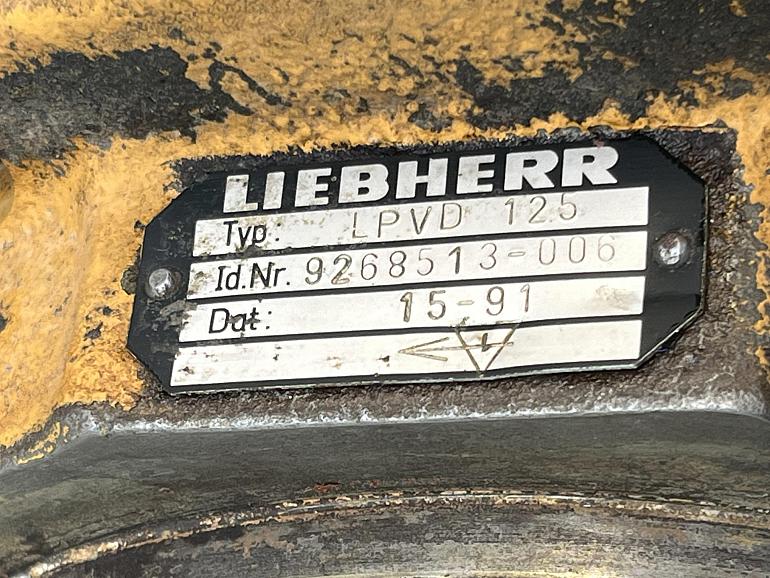 LIEBHERR
Typ: LPVD 125
Id.Nr. 9268513-006
Dat: 15-91